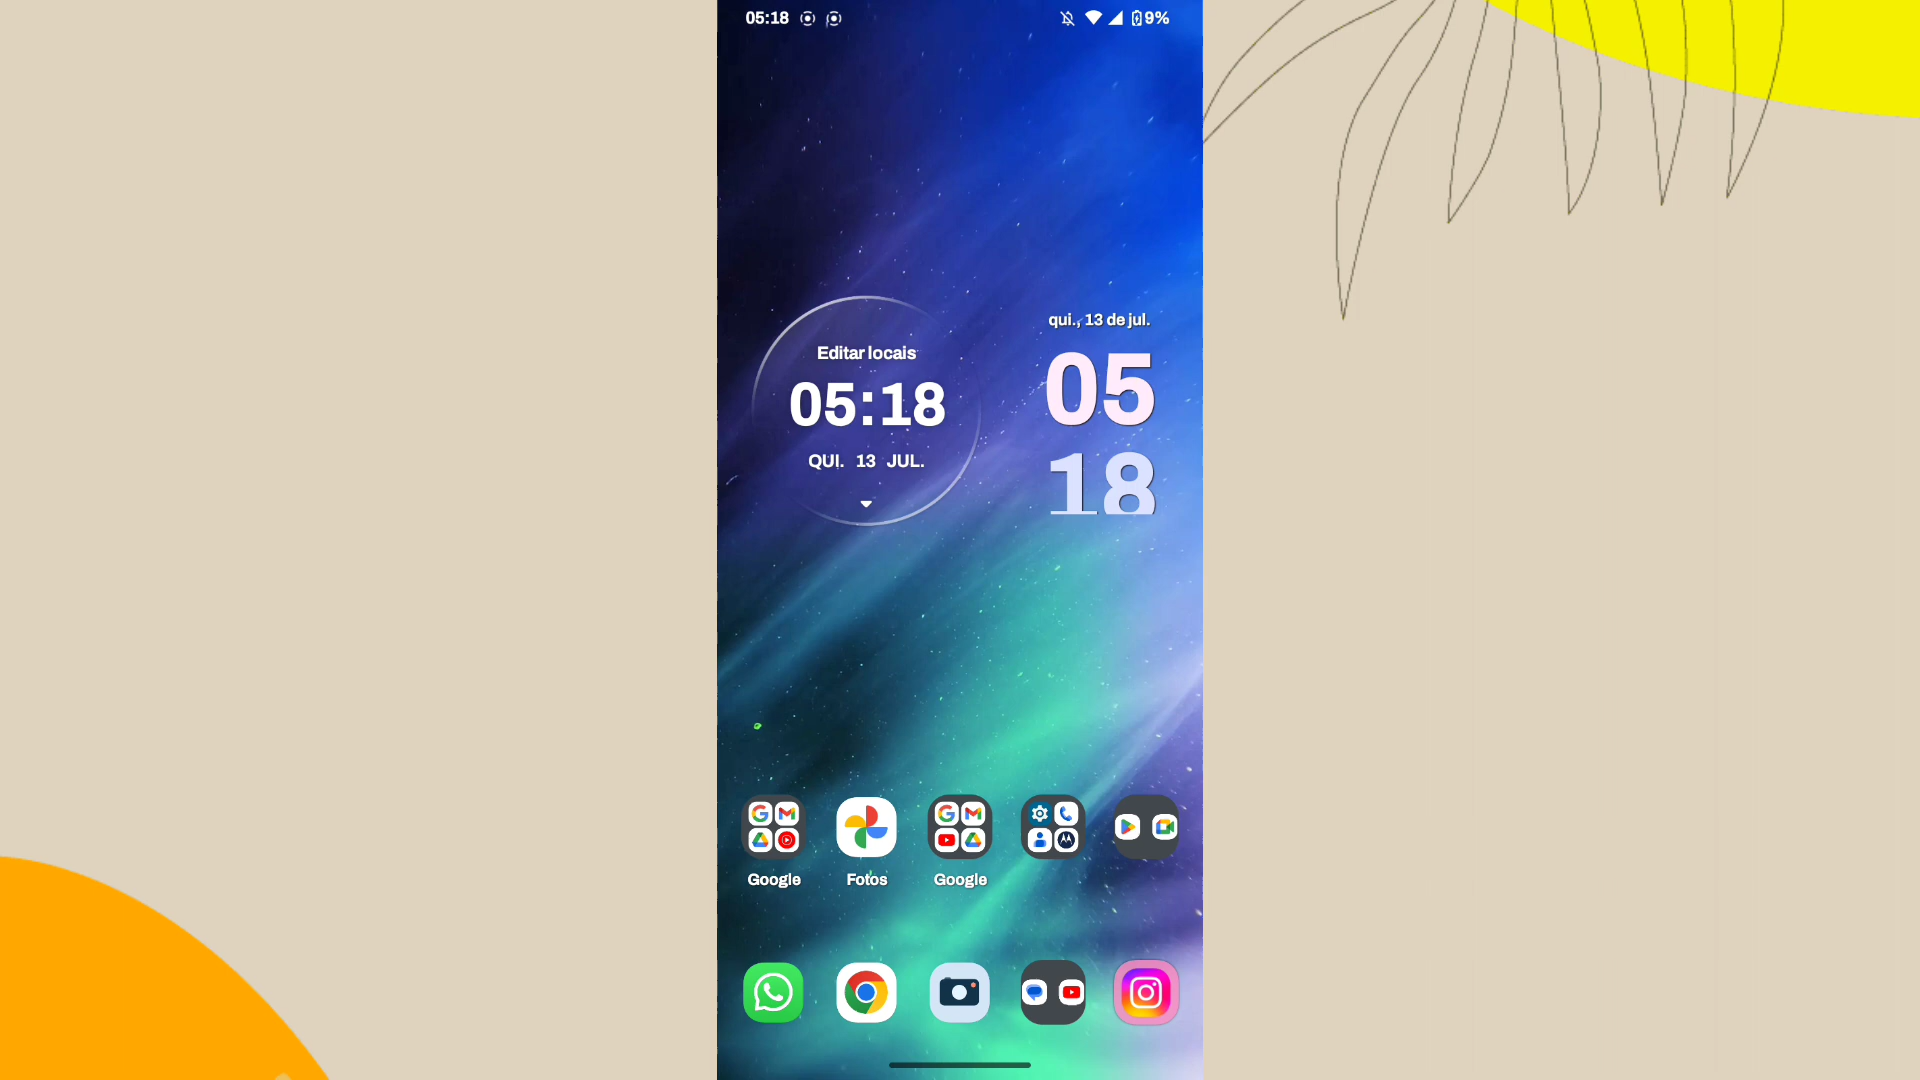 05:18
9%
Editar locais
05:18
QUI. 13 JUL.
qui., 13 de jul.
05
18
Google
Fotos
Google